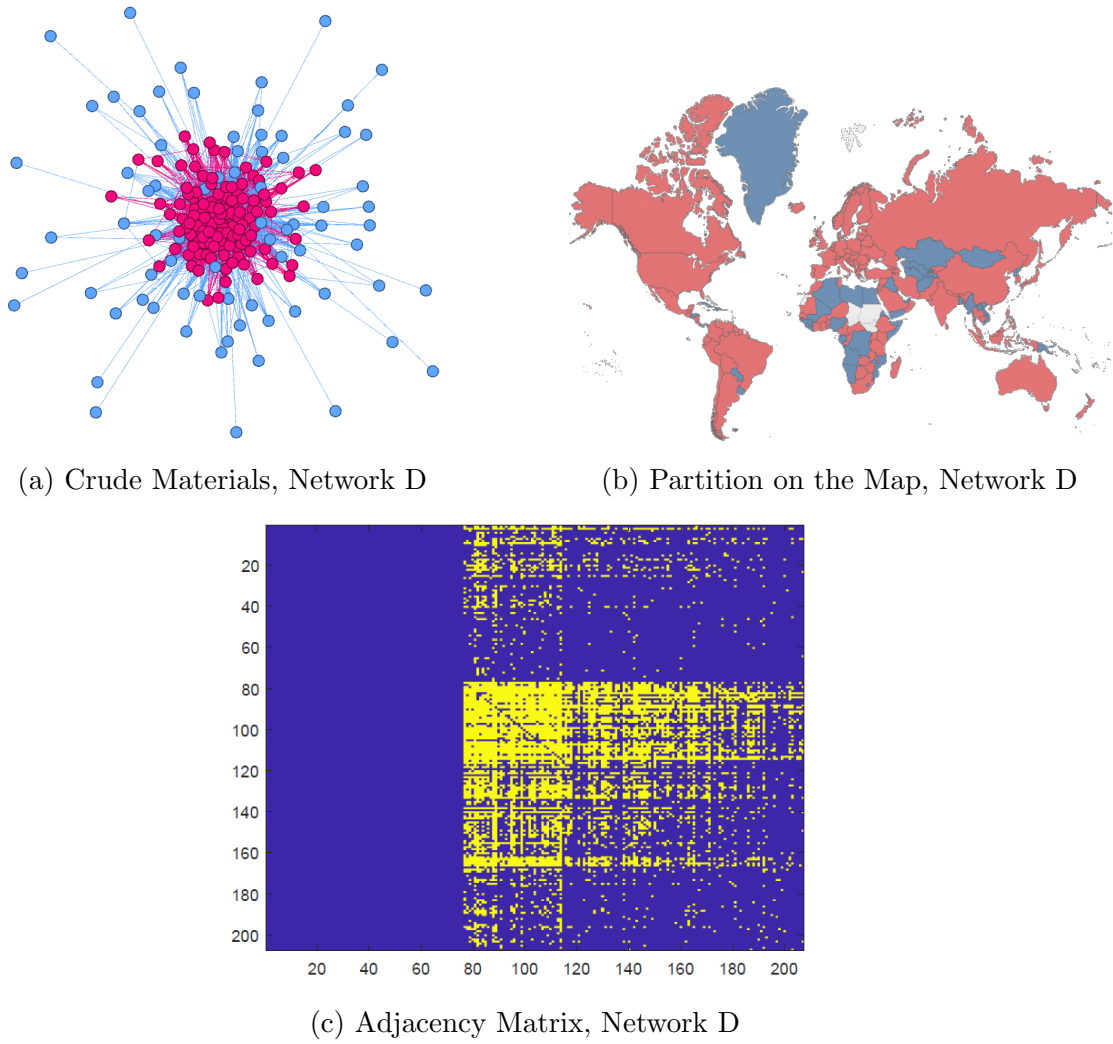 (a) Crude Materials, Network D
(b) Partition on the Map, Network D
20
40
60
80
100
120
140
160
180
200
20 40 60 80 100 120 140 160 180 200
(c) Adjacency Matrix, Network D